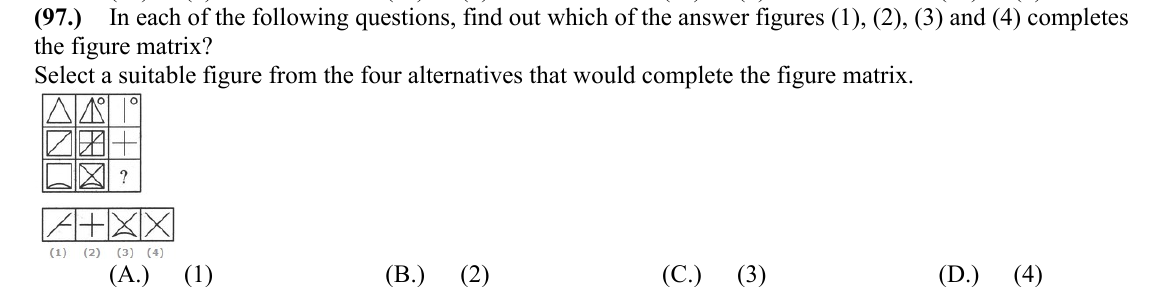 (97.) In each of the following questions, find out which of the answer figures (1), (2), (3) and (4) completes
the figure matrix?
Select a suitable figure from the four alternatives that would complete the figure matrix.
?
(1) (2) (3) (4)
(A.) (1) (B.) (2) (C.) (3) (D.) (4)